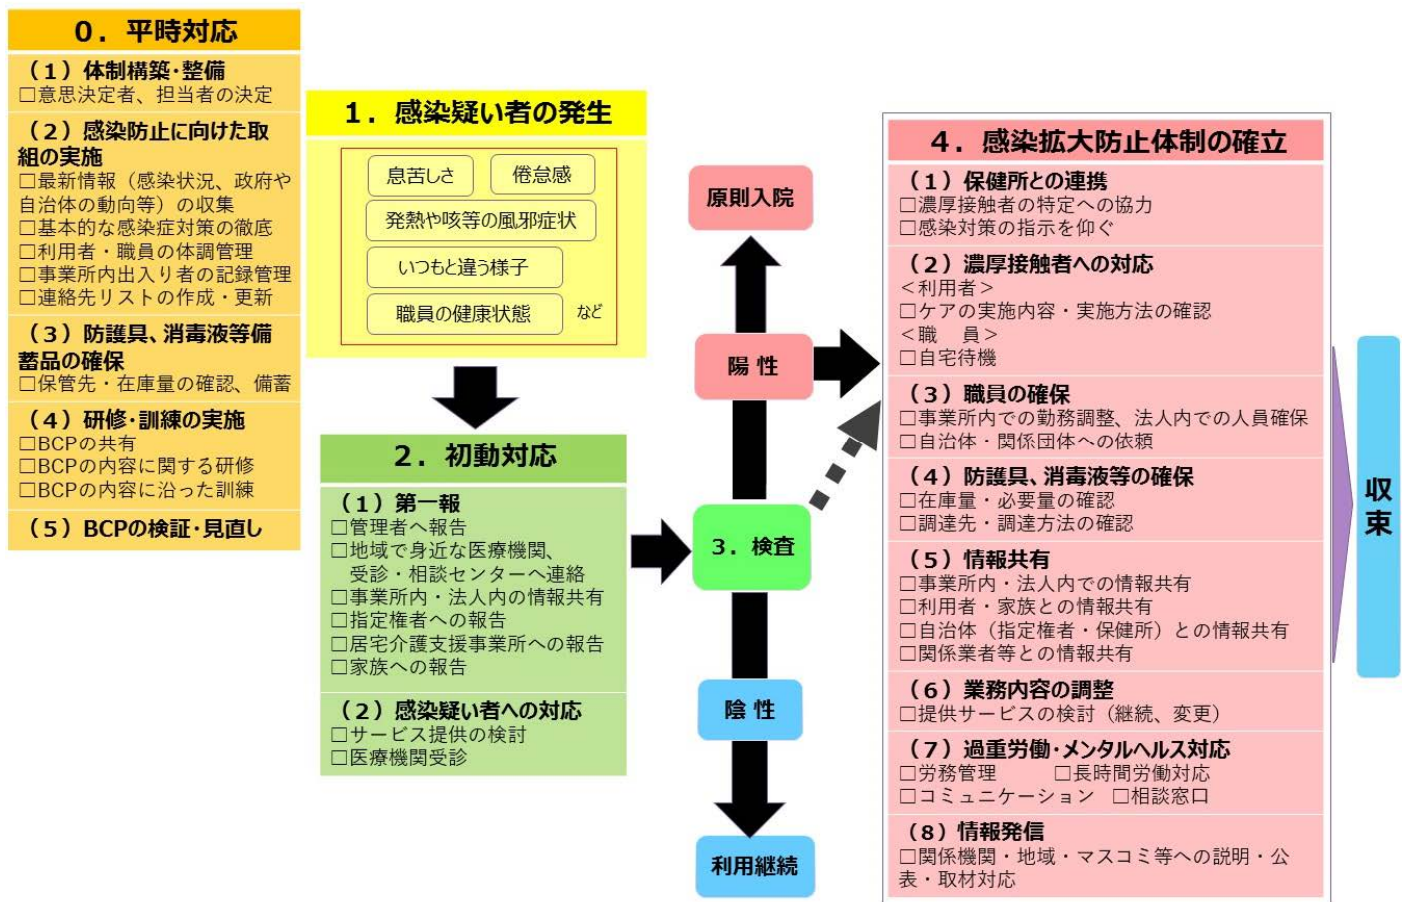 0．平時対応
（1）体制構築・整備
□意思決定者、担当者の決定
（2）感染防止に向けた取
組の実施
□最新情報（感染状況、政府や
自治体の動向等）の収集
□基本的な感染症対策の徹底
□利用者・職員の体調管理
□事業所内出入り者の記録管理
□連絡先リストの作成・更新
（3）防護具、消毒液等備
蓄品の確保
□保管先・在庫量の確認、備蓄
（4）研修・訓練の実施
□BCPの共有
□BCPの内容に関する研修
□BCPの内容に沿った訓練
（5）BCPの検証・見直し
1．感染疑い者の発生
息苦しさ
倦怠感
発熱や咳等の風邪症状
いつもと違う様子
職員の健康状態
など
2．初動対応
（1）第一報
□管理者へ報告
□地域で身近な医療機関、
受診・相談センターへ連絡
□事業所内・法人内の情報共有
□指定権者への報告
□居宅介護支援事業所への報告
□家族への報告
（2）感染疑い者への対応
□サービス提供の検討
□医療機関受診
原則入院
陽性
3．検査
陰性
利用継続
4．感染拡大防止体制の確立
（1）保健所との連携
□濃厚接触者の特定への協力
□感染対策の指示を仰ぐ
（2）濃厚接触者への対応
＜利用者＞
□ケアの実施内容・実施方法の確認
＜職　員＞
□自宅待機
（3）職員の確保
□事業所内での勤務調整、法人内での人員確保
□自治体・関係団体への依頼
（4）防護具、消毒液等の確保
□在庫量・必要量の確認
□調達先・調達方法の確認
（5）情報共有
□事業所内・法人内での情報共有
□利用者・家族との情報共有
□自治体（指定権者・保健所）との情報共有
□関係業者等との情報共有
（6）業務内容の調整
□提供サービスの検討（継続、変更）
（7）過重労働・メンタルヘルス対応
□労務管理　　□長時間労働対応
□コミュニケーション　□相談窓口
（8）情報発信
□関係機関・地域・マスコミ等への説明・公
表・取材対応
収束